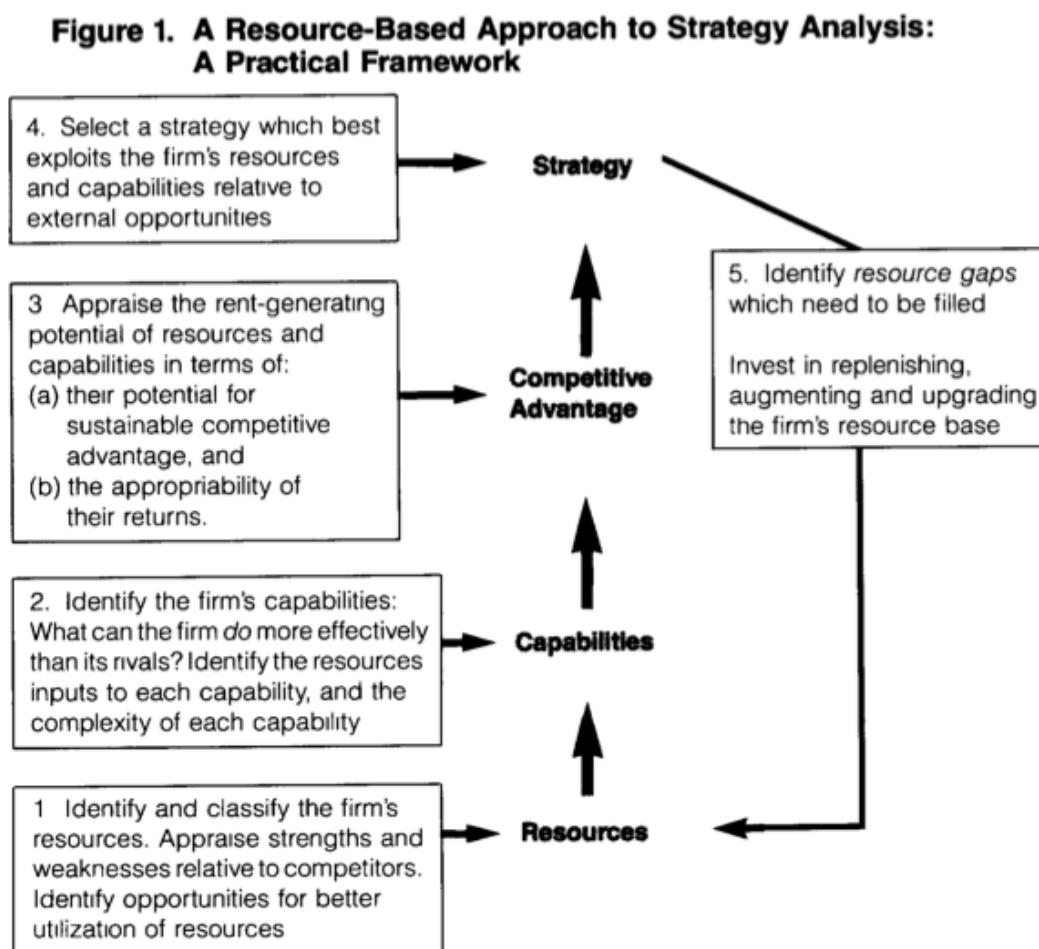 Figure 1. A Resource-Based Approach to Strategy Analysis:
A Practical Framework
4. Select a strategy which best
exploits the firm's resources
and capabilities relative to
external opportunities
Strategy
5. Identify resource gaps
which need to be filled
Invest in replenishing,
augmenting and upgrading
the firm's resource base
3 Appraise the rent-generating
potential of resources and
capabilities in terms of:
(a) their potential for
sustainable competitive
advantage, and
(b) the appropriability of
their returns.
Competitive
Advantage
2. Identify the firm's capabilities:
What can the firm do more effectively
than its rivals? Identify the resources
inputs to each capability, and the
complexity of each capability
Capabilities
1 Identify and classify the firm's
resources. Appraise strengths and
weaknesses relative to competitors.
Identify opportunities for better
utilization of resources
Resources